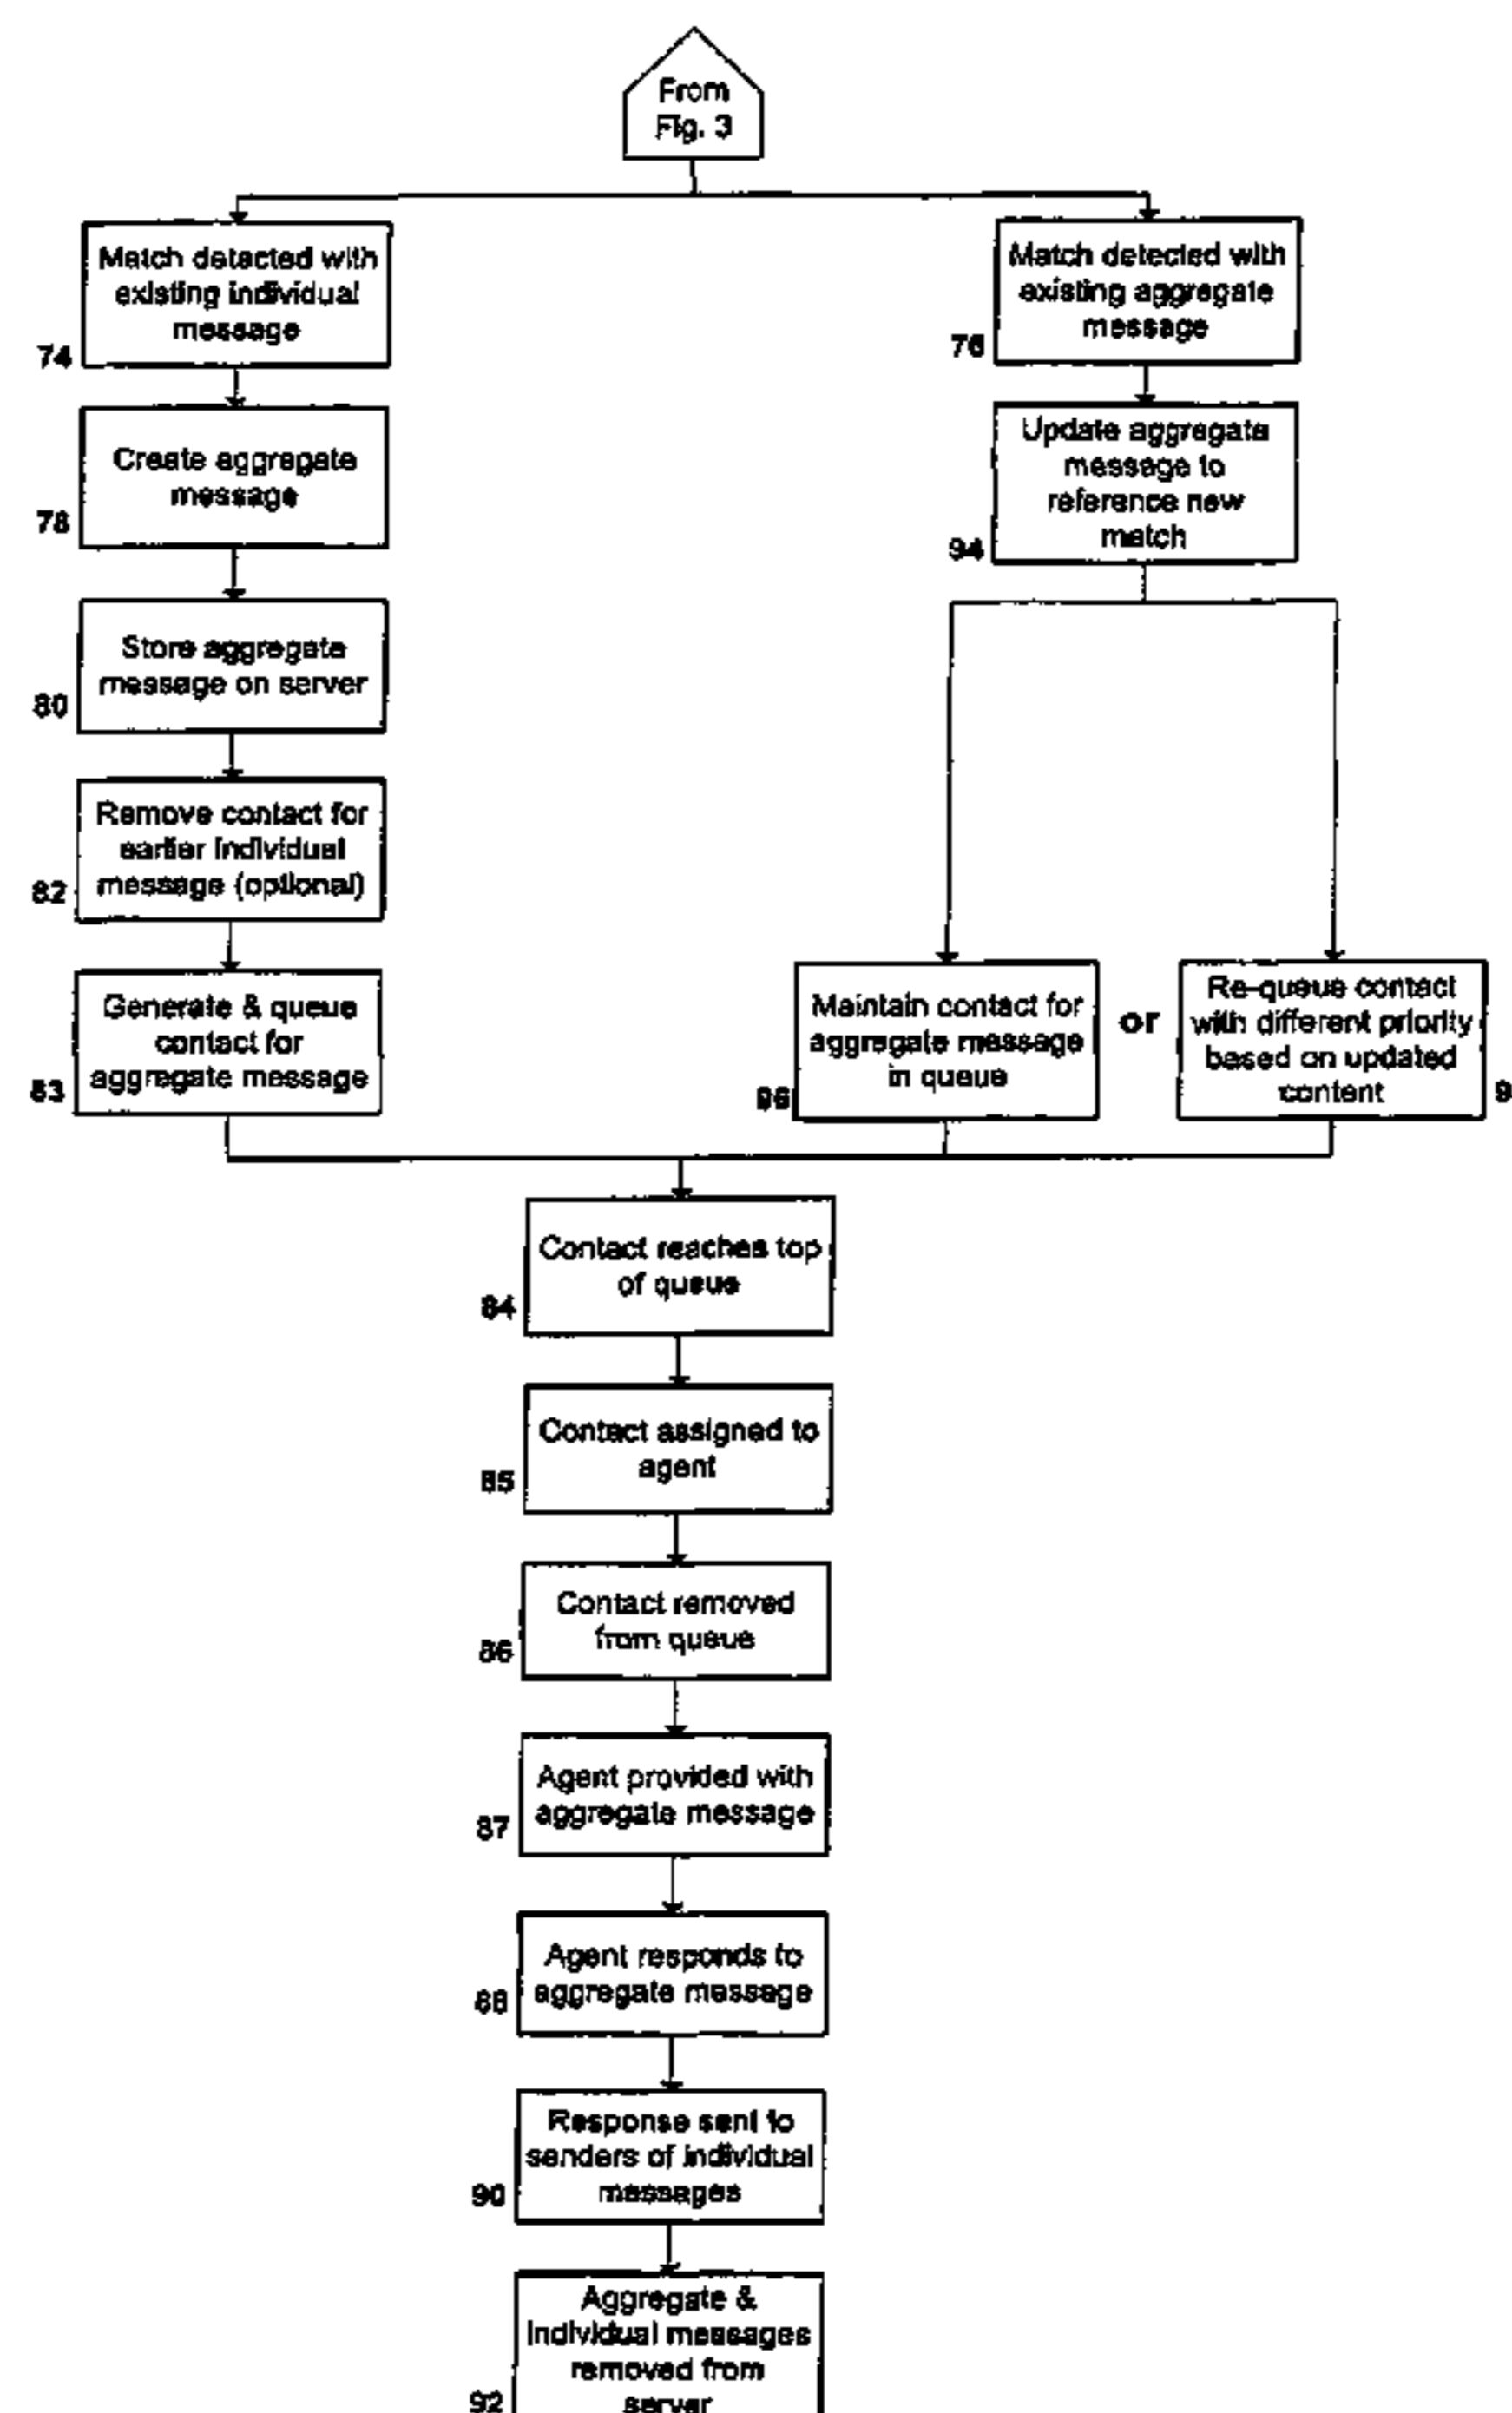 From
Fig. 3
Match detected with
existing individual
message
74
Create aggregate
message
78
Store aggregate
message on server
80
Remove contact for
earlier individual
message (optional)
82
Generate & queue
contact for
aggregate message
83
Match detected with
existing aggregate
message
76
Update aggregate
message to
reference new
match
94
Maintain contact for
aggregate message
in queue
96
or
Re-queue contact
with different priority
based on updated
content
9
Contact reaches top
of queue
84
Contact assigned to
agent
85
Contact removed
from queue
86
Agent provided with
aggregate message
87
Agent responds to
aggregate message
88
Response sent to
senders of individual
messages
90
Aggregate &
individual messages
removed from
server
92